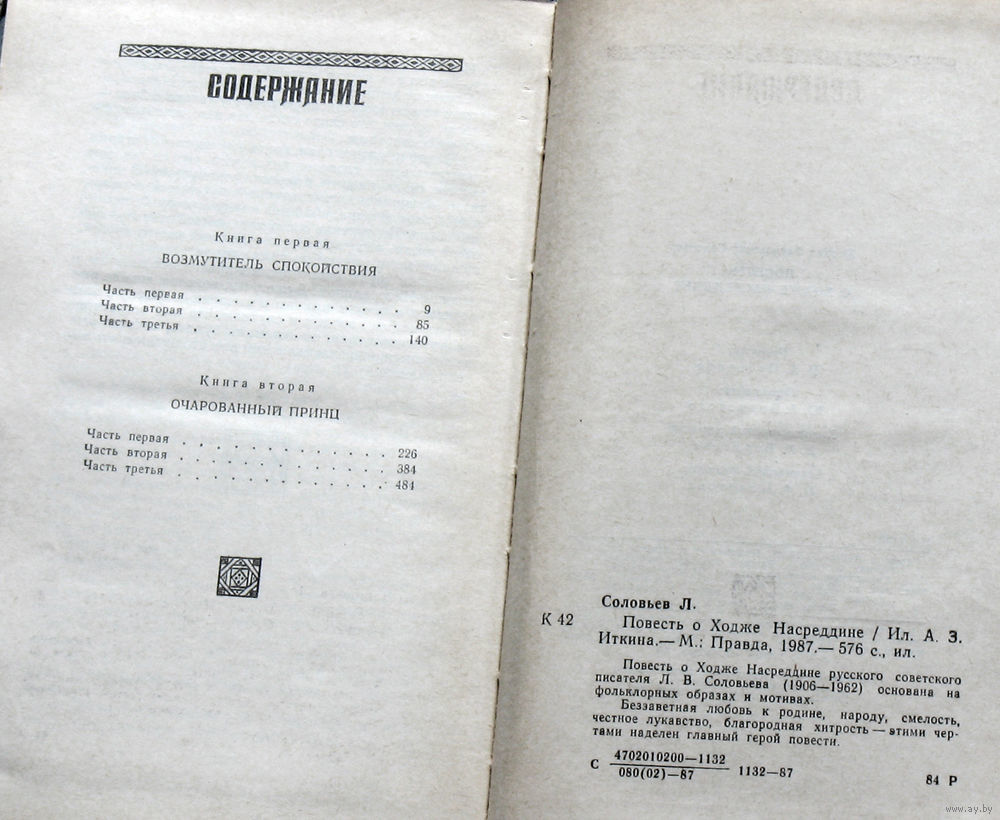 СОДЕРЖАНИЕ
Книга первая
ВОЗМУТИТЕЛЬ СПОКОЙСТВИЯ
Часть первая . . . . . . . . . . . . 9
Часть вторая . . . . . . . . . . . . 85
Часть третья . . . . . . . . . . . . 140
Книга вторая
ОЧАРОВАННЫЙ ПРИНЦ
Часть первая . . . . . . . . . . . . 226
Часть вторая . . . . . . . . . . . . 384
Часть третья . . . . . . . . . . . . 484
Соловьев Л.
К 42 Повесть о Ходже Насреддине / Ил. А. З.
Иткина.— М.: Правда, 1987.— 576 с., ил.
Повесть о Ходже Насреддине русского советского
писателя Л. В. Соловьева (1906—1962) основана на
фольклорных образах и мотивах.
Беззаветная любовь к родине, народу, смелость,
честное лукавство, благородная хитрость — этими чер-
тами наделен главный герой повести.
С 4702010200—1132
080(02)—87 1132—87
84 Р
www.ay.by